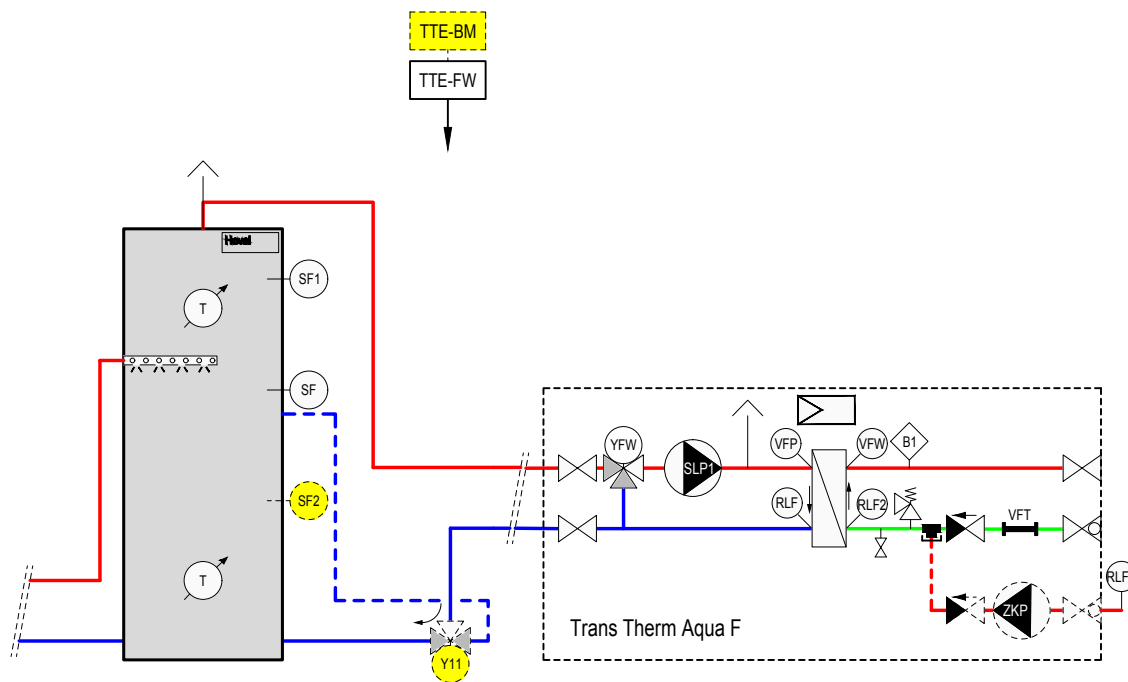 TTE-BM
TTE-FW
Hoval
SF1
T
SF
SF2
T
Y11
YFW
SLP1
VFP
VFW
B1
RLF
RLF2
VFT
ZKP
RLF
Trans Therm Aqua F